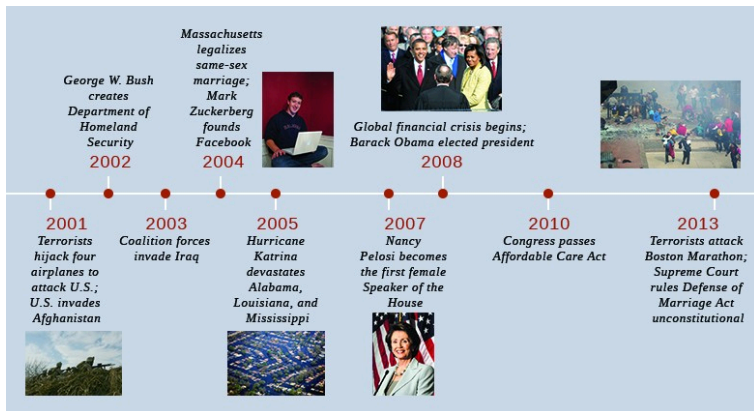 George W. Bush
creates
Department of
Homeland
Security
2002
Massachusetts
legalizes
same-sex
marriage;
Mark
Zuckerberg
founds
Facebook
2004
Global financial crisis begins;
Barack Obama elected president
2008
2001
Terrorists
hijack four
airplanes to
attack U.S.;
U.S. invades
Afghanistan
2003
Coalition forces
invade Iraq
2005
Hurricane
Katrina
devastates
Alabama,
Louisiana, and
Mississippi
2007
Nancy
Pelosi becomes
the first female
Speaker of the
House
2010
Congress passes
Affordable Care Act
2013
Terrorists attack
Boston Marathon;
Supreme Court
rules Defense of
Marriage Act
unconstitutional